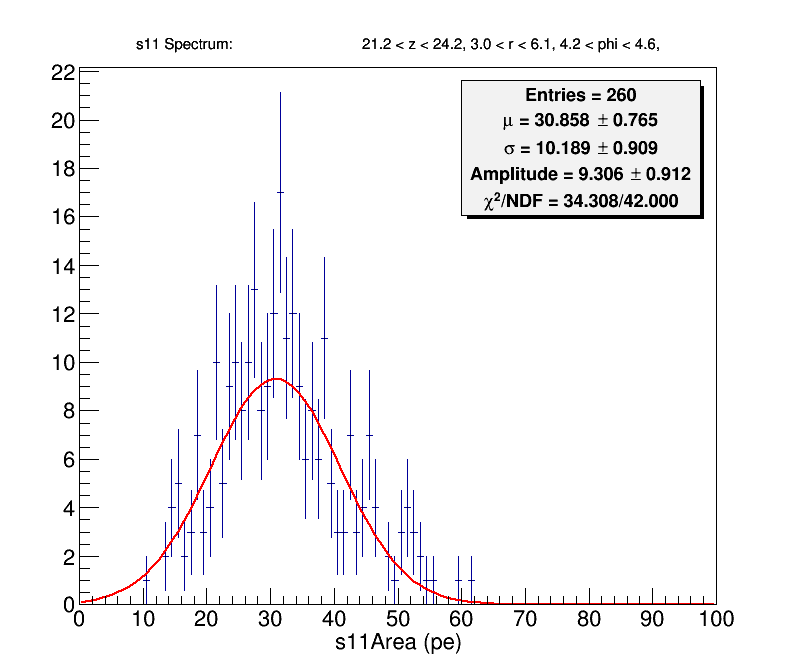 s11 Spectrum: 21.2 < z < 24.2, 3.0 < r < 6.1, 4.2 < phi < 4.6,
Entries = 260
μ = 30.858 ± 0.765
σ = 10.189 ± 0.909
Amplitude = 9.306 ± 0.912
χ²/NDF = 34.308/42.000
22
20
18
16
14
12
10
8
6
4
2
0
0 10 20 30 40 50 60 70 80 90 100
s11Area (pe)